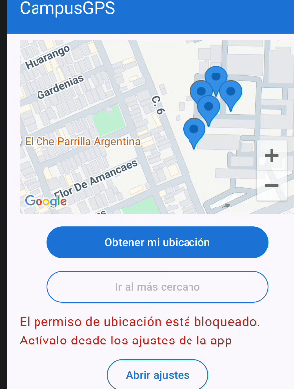 CampusGPS
Huarango
Gardenias
C. 6
El Che Parrilla Argentina
Flor De Amancaes
+
−
Google
Obtener mi ubicación
Ir al más cercano
El permiso de ubicación está bloqueado.
Actívalo desde los ajustes de la app
Abrir ajustes